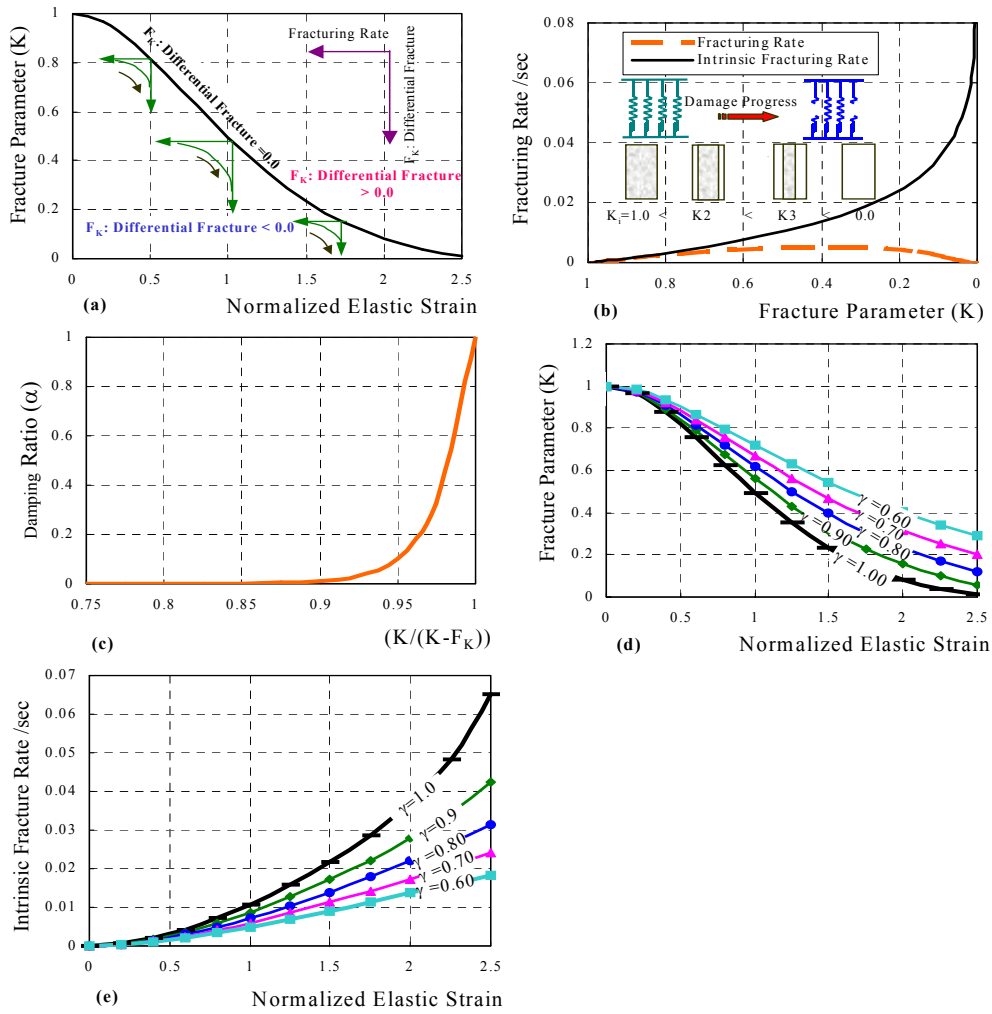 Fracture Parameter (K)
1
0.8
0.6
0.4
0.2
0
F_K: Differential Fracture =0.0
Fracturing Rate
F_K: Differential Fracture
F_K: Differential Fracture
> 0.0
F_K: Differential Fracture < 0.0
0 0.5 1.0 1.5 2.0 2.5
(a)
Normalized Elastic Strain
Fracturing Rate /sec
0.08
0.06
0.04
0.02
0
Fracturing Rate
Intrinsic Fracturing Rate
Damage Progress
K_i=1.0 < K2 < K3 < 0.0
1 0.8 0.6 0.4 0.2 0
(b)
Fracture Parameter (K)
Damping Ratio (α)
1
0.8
0.6
0.4
0.2
0
0.75 0.8 0.85 0.9 0.95 1
(c)
(K/(K-F_K))
Fracture Parameter (K)
1.2
1
0.8
0.6
0.4
0.2
0
γ=0.60
γ=0.70
γ=0.80
γ=0.90
γ=1.00
0 0.5 1.0 1.5 2 2.5
Normalized Elastic Strain
(d)
Intrinsic Fracture Rate /sec
0.07
0.06
0.05
0.04
0.03
0.02
0.01
0
γ=1.0
γ=0.9
γ=0.80
γ=0.70
γ=0.60
0 0.5 1 1.5 2 2.5
(e)
Normalized Elastic Strain